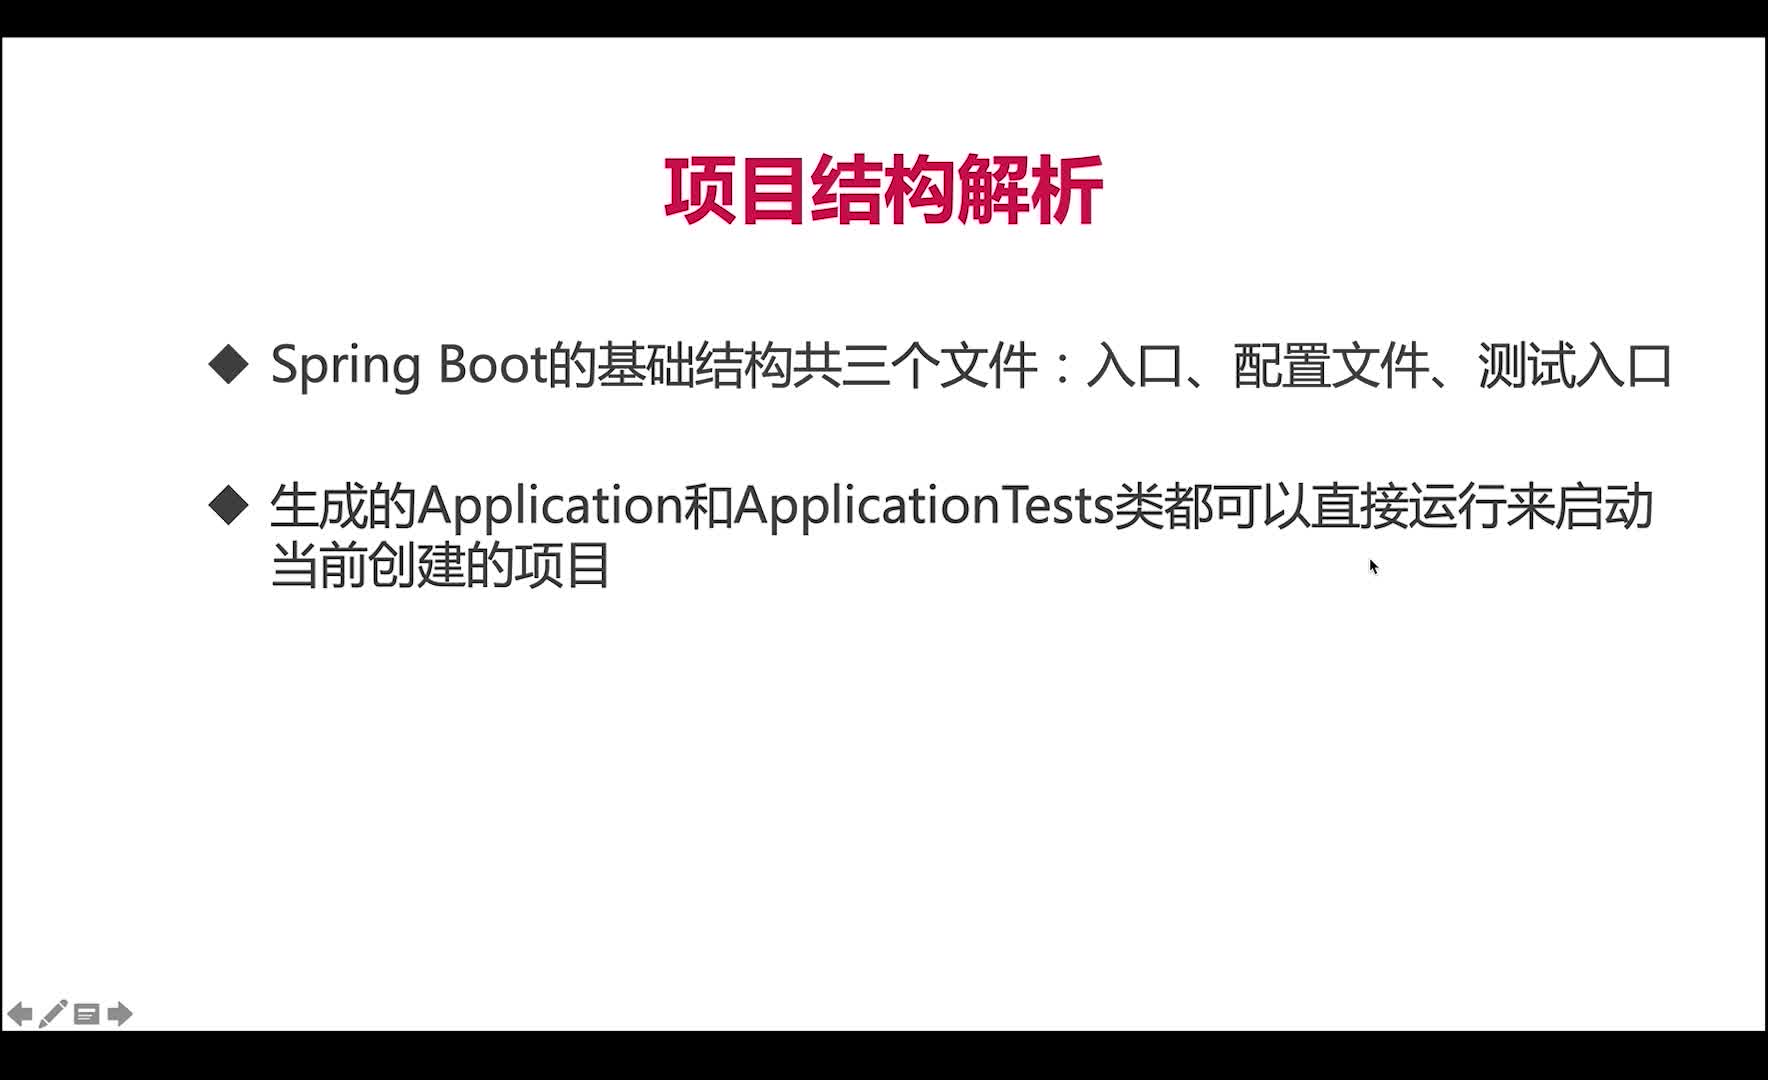 项目结构解析
Spring Boot的基础结构共三个文件：入口、配置文件、测试入口
生成的Application和ApplicationTests类都可以直接运行来启动
当前创建的项目